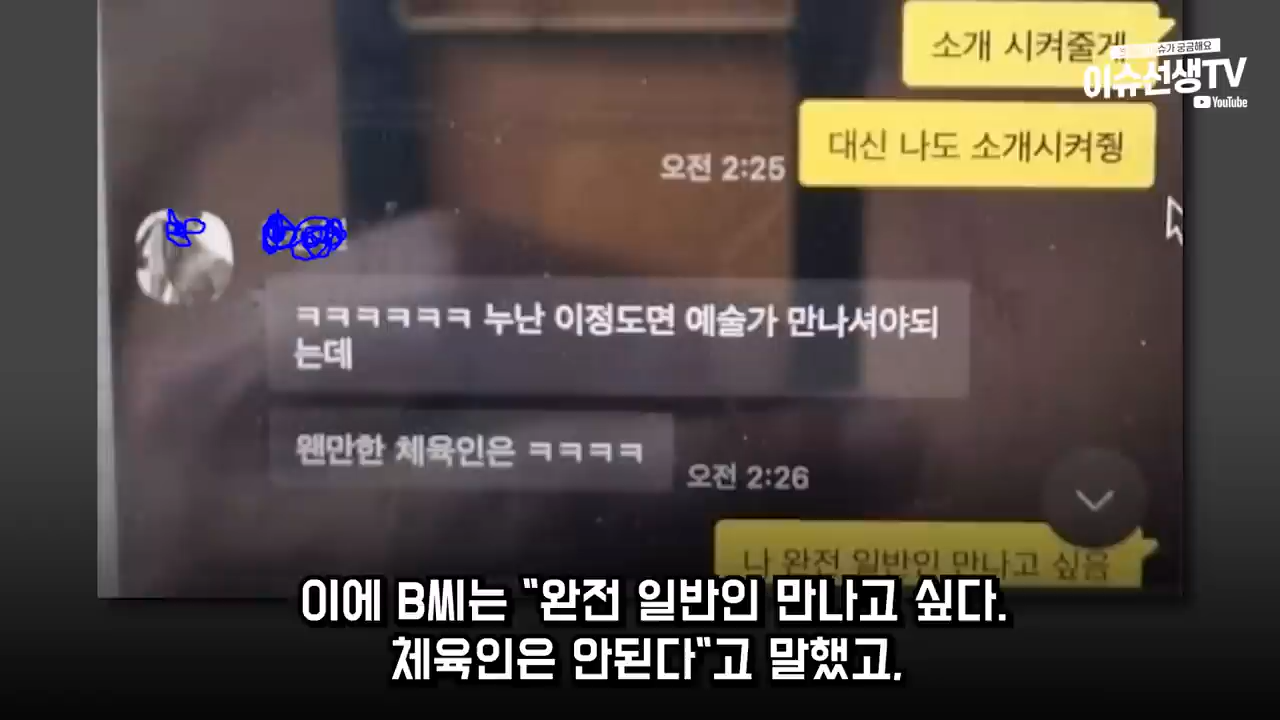 소개 시켜줄게
이슈가 궁금해요
이슈선생TV
YouTube
대신 나도 소개시켜줭
오전 2:25
ㅋㅋㅋㅋㅋㅋ 누난 이정도면 예술가 만나셔야되
는데
웬만한 체육인은 ㅋㅋㅋㅋ
오전 2:26
나 완전 일반인 만나고 싶음
이에 B씨는 "완전 일반인 만나고 싶다.
체육인은 안된다"고 말했고,